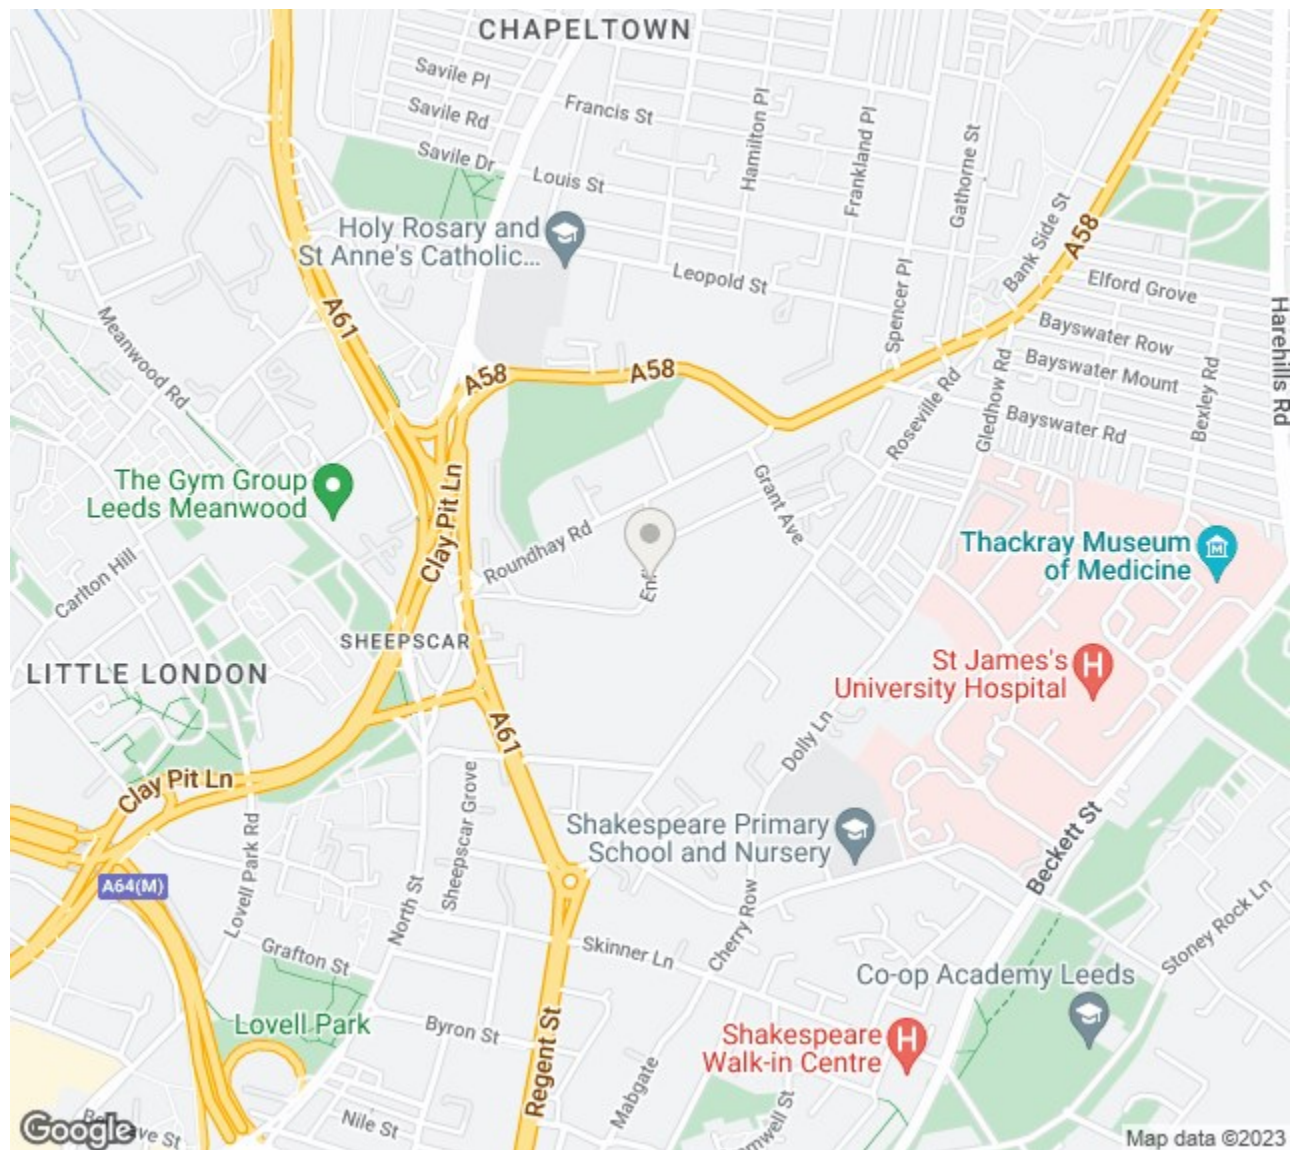 CHAPELTOWN
Savile Pl
Savile Rd
Savile Dr
Francis St
Hamilton Pl
Frankland Pl
Gathorne St
Louis St
Holy Rosary and
St Anne's Catholic...
Leopold St
Spencer Pl
Bank Side St
A58
Elford Grove
Harehills Rd
A61
Meanwood Rd
A58
A58
Bayswater Row
Bayswater Mount
Bayswater Rd
Bexley Rd
Roseville Rd
Gledhow Rd
The Gym Group
Leeds Meanwood
Clay Pit Ln
Grant Ave
Roundhay Rd
Thackray Museum
of Medicine
Carlton Hill
SHEEPSCAR
LITTLE LONDON
St James's
University Hospital
A61
Dolly Ln
Clay Pit Ln
Sheepscar Grove
Lovell Park Rd
North St
Shakespeare Primary
School and Nursery
Beckett St
A64(M)
Cherry Row
Stoney Rock Ln
Grafton St
Skinner Ln
Co-op Academy Leeds
Lovell Park
Byron St
Regent St
Shakespeare
Walk-in Centre
Mabgate
Nile St
Google
Map data ©2023